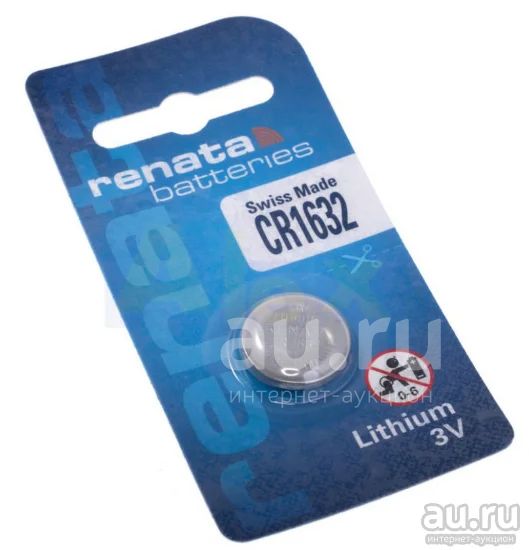 renata
batteries
Swiss Made
CR1632
renata
au.ru
интернет-аукцион
0-6
Lithium
3V
au.ru
интернет-аукцион